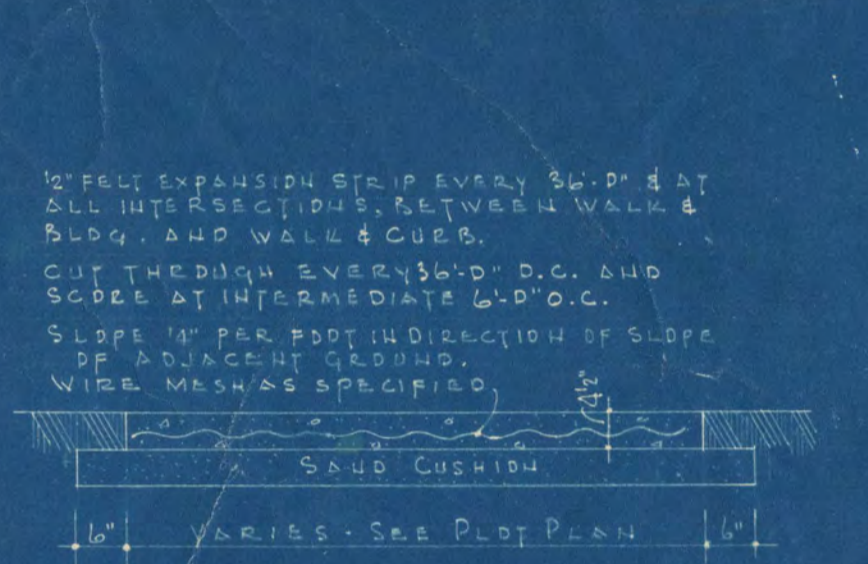 1/2" FELT EXPANSION STRIP EVERY 36'-0" & AT
ALL INTERSECTIONS, BETWEEN WALK &
BLDG. AND WALK & CURB.
CUT THROUGH EVERY 36'-0" O.C. AND
SCORE AT INTERMEDIATE 6'-0" O.C.
SLOPE 1/4" PER FOOT IN DIRECTION OF SLOPE
OF ADJACENT GROUND.
WIRE MESH AS SPECIFIED.
4 1/2"
SAND CUSHION
6" VARIES - SEE PLOT PLAN 6"